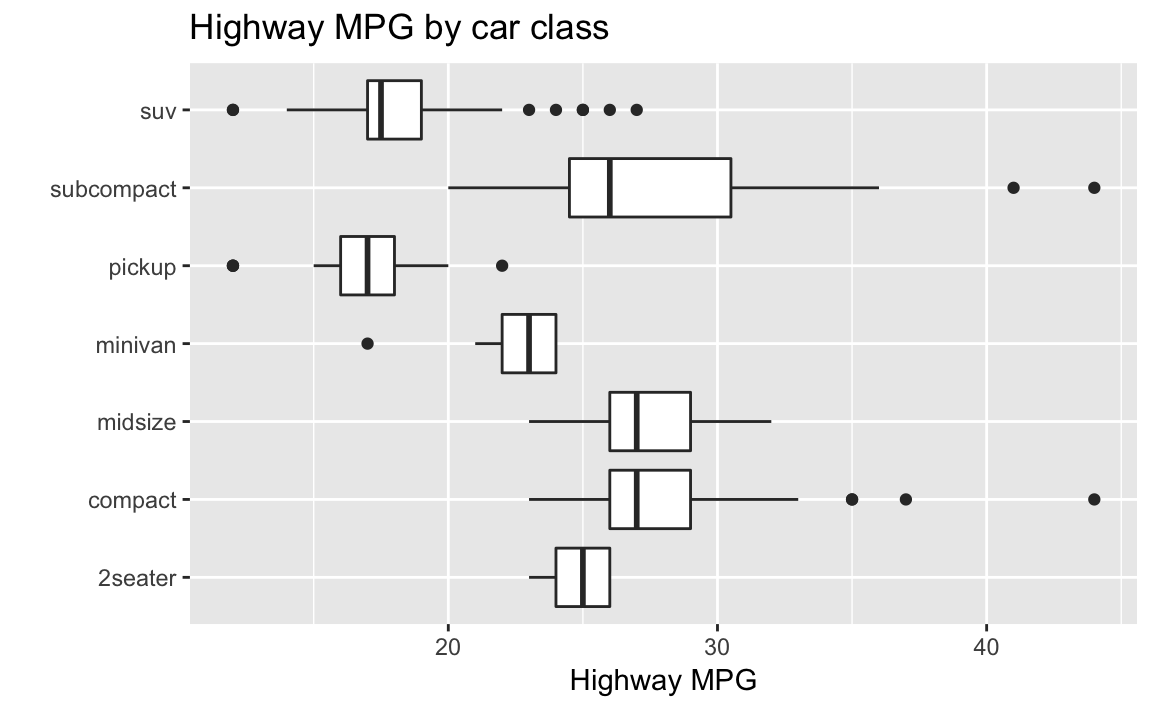 Highway MPG by car class
suv
subcompact
pickup
minivan
midsize
compact
2seater
20 30 40
Highway MPG